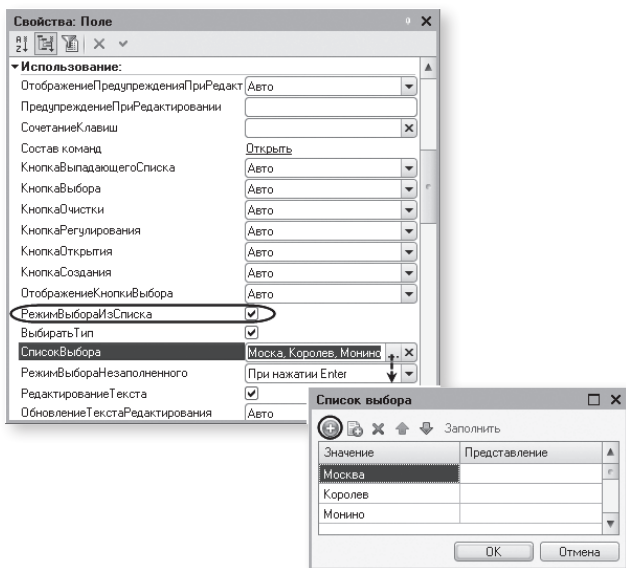 Свойства: Поле
Использование:
ОтображениеПредупрежденияПриРедакт Авто
ПредупреждениеПриРедактировании
СочетаниеКлавиш
Состав команд Открыть
КнопкаВыпадающегоСписка Авто
КнопкаВыбора Авто
КнопкаОчистки Авто
КнопкаРегулирования Авто
КнопкаОткрытия Авто
КнопкаСоздания Авто
ОтображениеКнопкиВыбора Авто
РежимВыбораИзСписка
ВыбиратьТип
СписокВыбора Моска, Королев, Монино ...
РежимВыбораНезаполненного При нажатии Enter
РедактированиеТекста
ОбновлениеТекстаРедактирования Авто
Список выбора
Заполнить
Значение Представление
Москва
Королев
Монино
OK Отмена